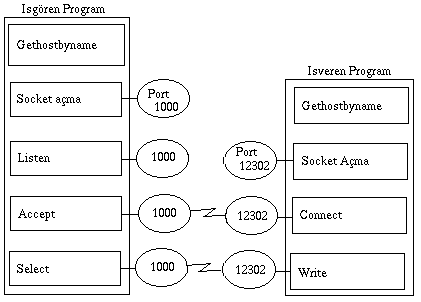 Isgören Program
Gethostbyname
Socket açma
Port
1000
Listen
1000
Accept
1000
Select
1000
Isveren Program
Gethostbyname
Port
12302
Socket Açma
12302
Connect
12302
Write